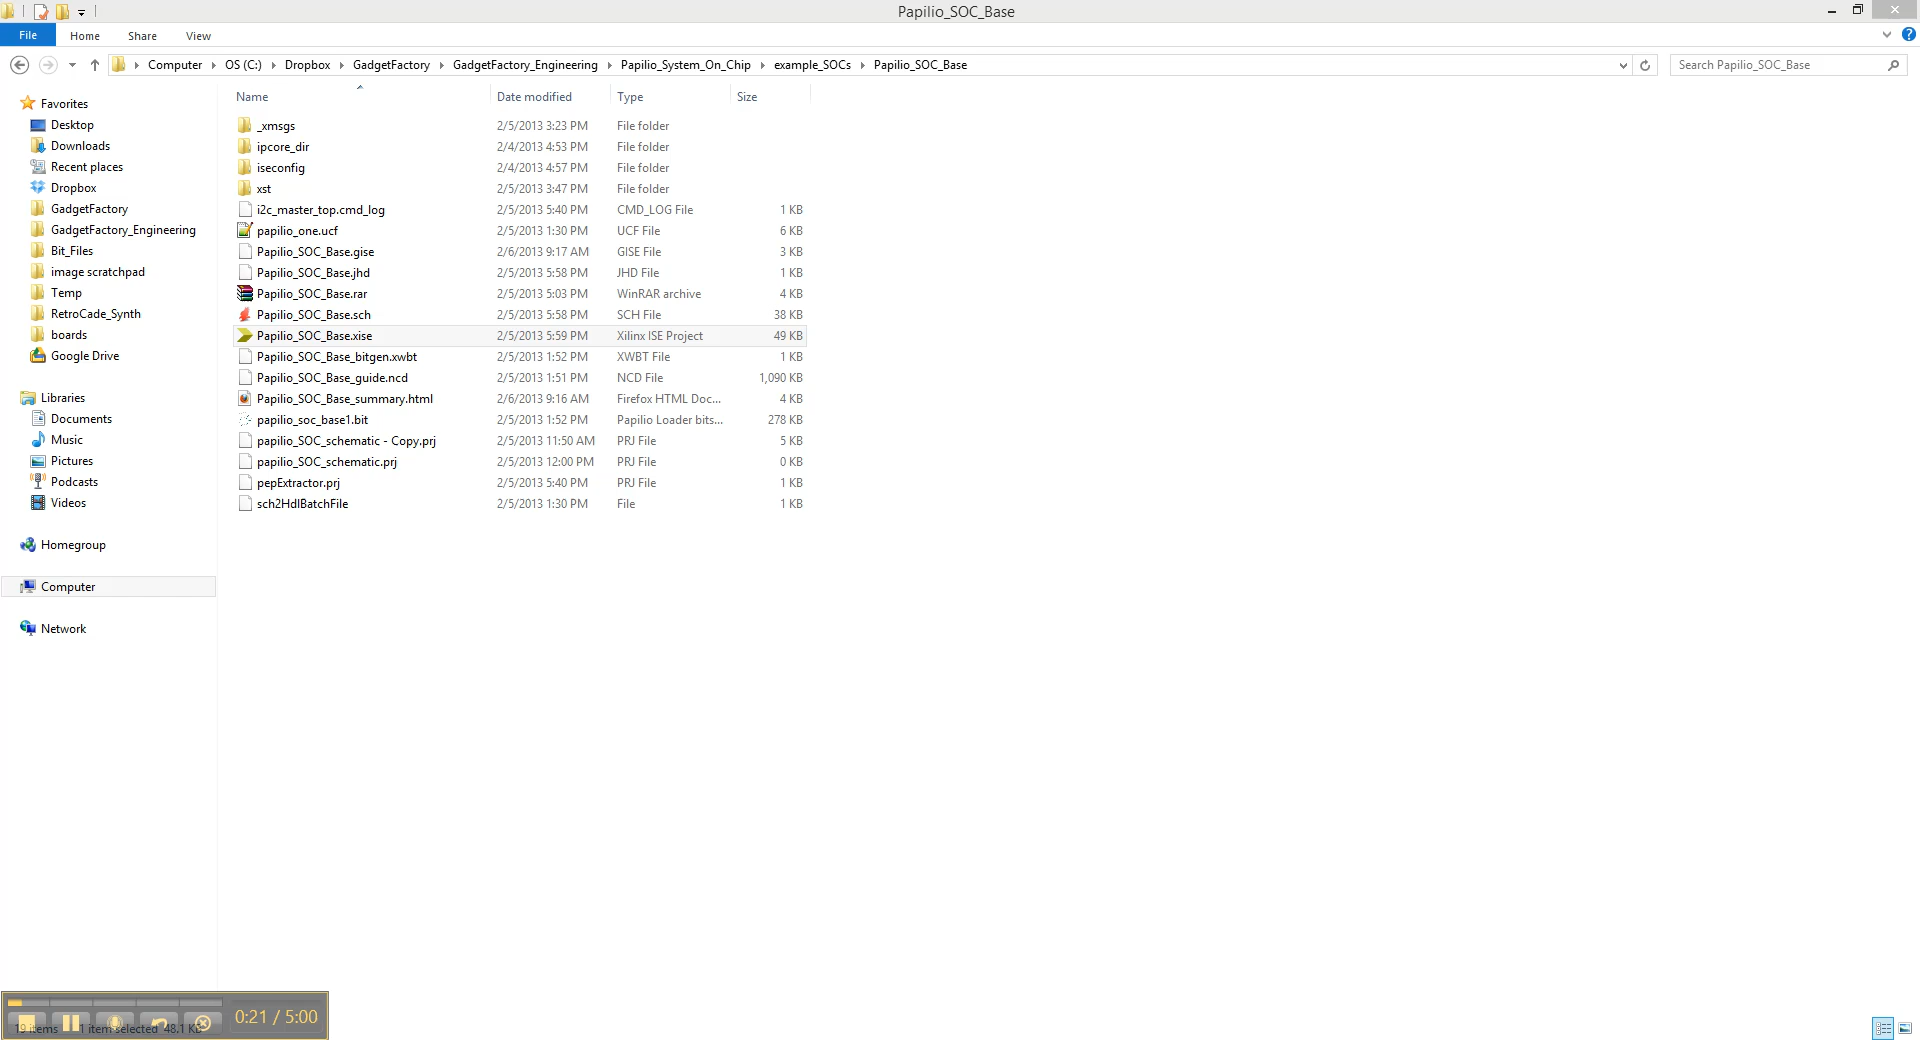 Papilio_SOC_Base
File Home Share View
Computer OS (C:) Dropbox GadgetFactory GadgetFactory_Engineering Papilio_System_On_Chip example_SOCs Papilio_SOC_Base Search Papilio_SOC_Base
Name Date modified Type Size
Favorites
Desktop
Downloads
Recent places
Dropbox
GadgetFactory
GadgetFactory_Engineering
Bit_Files
image scratchpad
Temp
RetroCade_Synth
boards
Google Drive
Libraries
Documents
Music
Pictures
Podcasts
Videos
Homegroup
Computer
Network
_xmsgs 2/5/2013 3:23 PM File folder
ipcore_dir 2/4/2013 4:53 PM File folder
iseconfig 2/4/2013 4:57 PM File folder
xst 2/5/2013 3:47 PM File folder
i2c_master_top.cmd_log 2/5/2013 5:40 PM CMD_LOG File 1 KB
papilio_one.ucf 2/5/2013 1:30 PM UCF File 6 KB
Papilio_SOC_Base.gise 2/6/2013 9:17 AM GISE File 3 KB
Papilio_SOC_Base.jhd 2/5/2013 5:58 PM JHD File 1 KB
Papilio_SOC_Base.rar 2/5/2013 5:03 PM WinRAR archive 4 KB
Papilio_SOC_Base.sch 2/5/2013 5:58 PM SCH File 38 KB
Papilio_SOC_Base.xise 2/5/2013 5:59 PM Xilinx ISE Project 49 KB
Papilio_SOC_Base_bitgen.xwbt 2/5/2013 1:52 PM XWBT File 1 KB
Papilio_SOC_Base_guide.ncd 2/5/2013 1:51 PM NCD File 1,090 KB
Papilio_SOC_Base_summary.html 2/6/2013 9:16 AM Firefox HTML Doc... 4 KB
papilio_soc_base1.bit 2/5/2013 1:52 PM Papilio Loader bits... 278 KB
papilio_SOC_schematic - Copy.prj 2/5/2013 11:50 AM PRJ File 5 KB
papilio_SOC_schematic.prj 2/5/2013 12:00 PM PRJ File 0 KB
pepExtractor.prj 2/5/2013 5:40 PM PRJ File 1 KB
sch2HdlBatchFile 2/5/2013 1:30 PM File 1 KB
0:21 / 5:00
19 items 1 item selected 48.1 KB